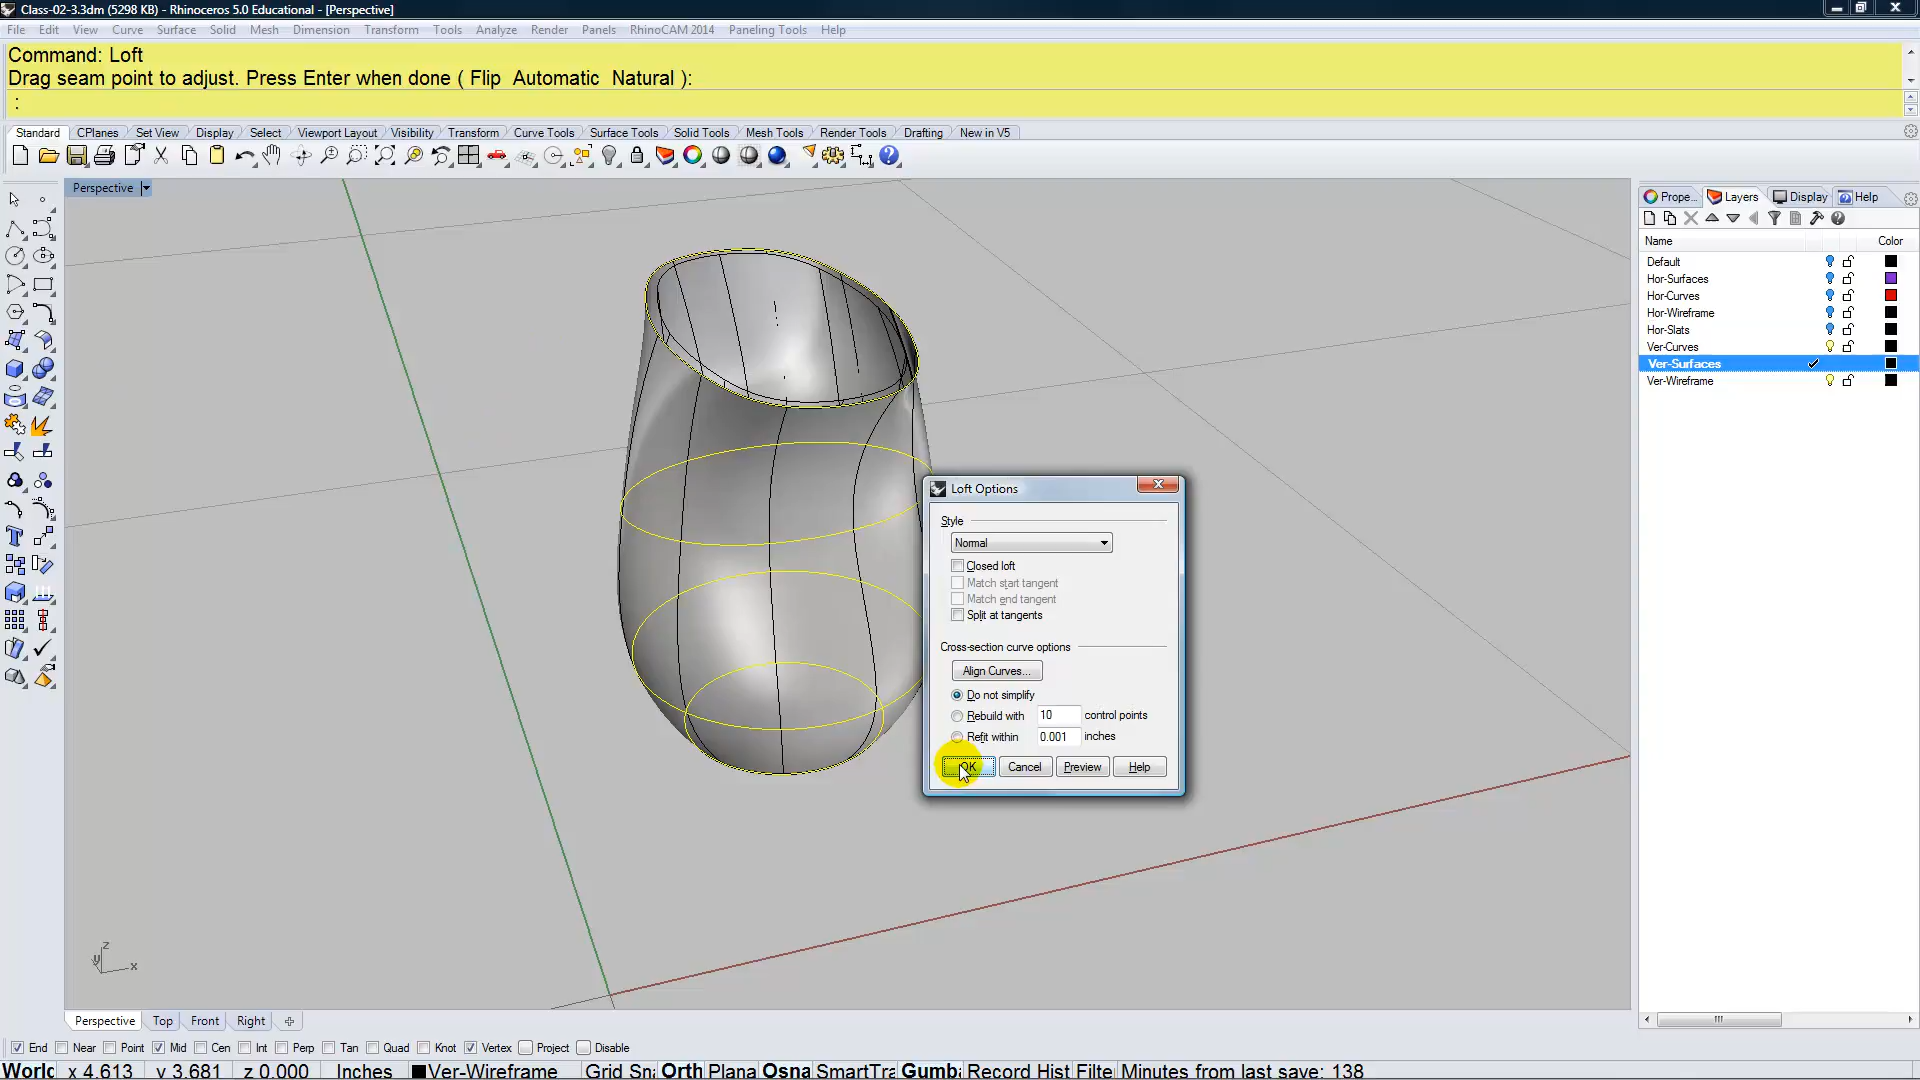 Class-02-3.3dm (5298 KB) - Rhinoceros 5.0 Educational - [Perspective]
File Edit View Curve Surface Solid Mesh Dimension Transform Tools Analyze Render Panels RhinoCAM 2014 Paneling Tools Help
Command: Loft
Drag seam point to adjust. Press Enter when done ( Flip Automatic Natural ):
:
Standard CPlanes Set View Display Select Viewport Layout Visibility Transform Curve Tools Surface Tools Solid Tools Mesh Tools Render Tools Drafting New in V5
Perspective
Prope... Layers Display Help
Name Color
Default
Hor-Surfaces
Hor-Curves
Hor-Wireframe
Hor-Slats
Ver-Curves
Ver-Surfaces
Ver-Wireframe
Loft Options
Style
Normal
Closed loft
Match start tangent
Match end tangent
Split at tangents
Cross-section curve options
Align Curves...
Do not simplify
Rebuild with 10 control points
Refit within 0.001 inches
OK Cancel Preview Help
z
y x
Perspective Top Front Right
End Near Point Mid Cen Int Perp Tan Quad Knot Vertex Project Disable
World x 4.613 y 3.681 z 0.000 Inches Ver-Wireframe Grid Sn Orth Plana Osna SmartTra Gumb Record Hist Filte Minutes from last save: 138